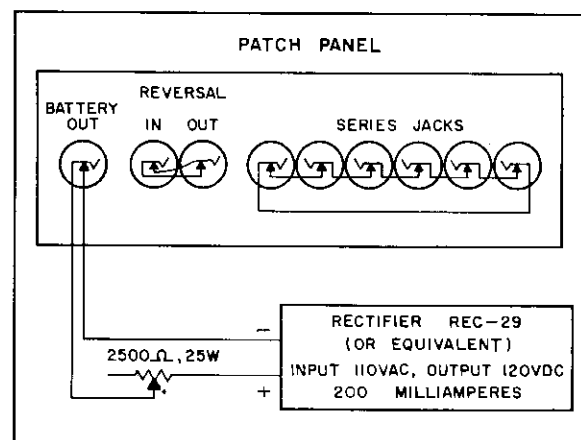 PATCH PANEL
BATTERY OUT
REVERSAL
IN OUT
SERIES JACKS
2500Ω, 25W
−
+
RECTIFIER REC-29
(OR EQUIVALENT)
INPUT 110VAC, OUTPUT 120VDC
200 MILLIAMPERES